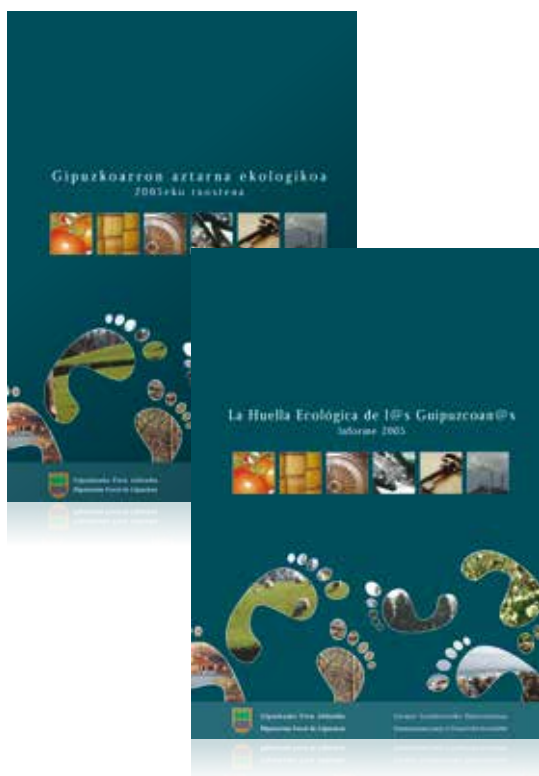 Gipuzkoarron aztarna ekologikoa
2005eku txostena
Gipuzkoako Foru Aldundia
Diputación Foral de Gipuzkoa
La Huella Ecológica de l@s Guipuzcoan@s
Informe 2005
Gipuzkoako Foru Aldundia
Diputación Foral de Gipuzkoa